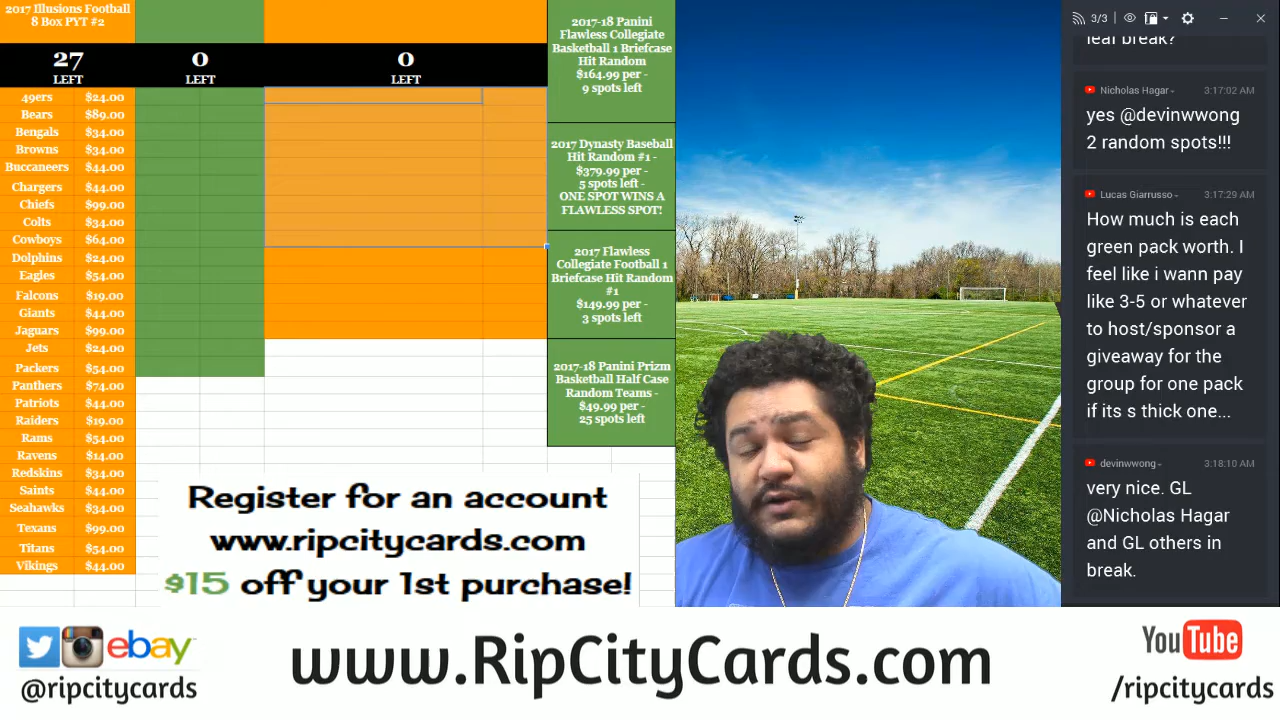 2017 Illusions Football
8 Box PYT #2
27
LEFT
0
LEFT
0
LEFT
49ers $24.00
Bears $89.00
Bengals $34.00
Browns $34.00
Buccaneers $44.00
Chargers $44.00
Chiefs $99.00
Colts $34.00
Cowboys $64.00
Dolphins $24.00
Eagles $54.00
Falcons $19.00
Giants $44.00
Jaguars $99.00
Jets $24.00
Packers $54.00
Panthers $74.00
Patriots $44.00
Raiders $19.00
Rams $54.00
Ravens $14.00
Redskins $34.00
Saints $44.00
Seahawks $34.00
Texans $99.00
Titans $54.00
Vikings $44.00
2017-18 Panini
Flawless Collegiate
Basketball 1 Briefcase
Hit Random
$164.99 per -
9 spots left
2017 Dynasty Baseball
Hit Random #1 -
$379.99 per -
5 spots left -
ONE SPOT WINS A
FLAWLESS SPOT!
2017 Flawless
Collegiate Football 1
Briefcase Hit Random
#1
$149.99 per -
3 spots left
2017-18 Panini Prizm
Basketball Half Case
Random Teams -
$49.99 per -
25 spots left
Register for an account
www.ripcitycards.com
$15 off your 1st purchase!
3/3
leaf break?
Nicholas Hagar 3:17:02 AM
yes @devinwwong
2 random spots!!!
Lucas Giarrusso 3:17:29 AM
How much is each
green pack worth. I
feel like i wann pay
like 3-5 or whatever
to host/sponsor a
giveaway for the
group for one pack
if its s thick one...
devinwwong 3:18:10 AM
very nice. GL
@Nicholas Hagar
and GL others in
break.
ebay
@ripcitycards
www.RipCityCards.com
YouTube
/ripcitycards